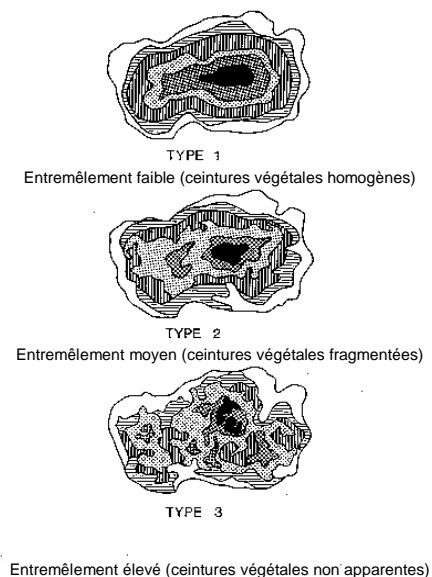 TYPE 1
Entremêlement faible (ceintures végétales homogènes)
TYPE 2
Entremêlement moyen (ceintures végétales fragmentées)
TYPE 3
Entremêlement élevé (ceintures végétales non apparentes)